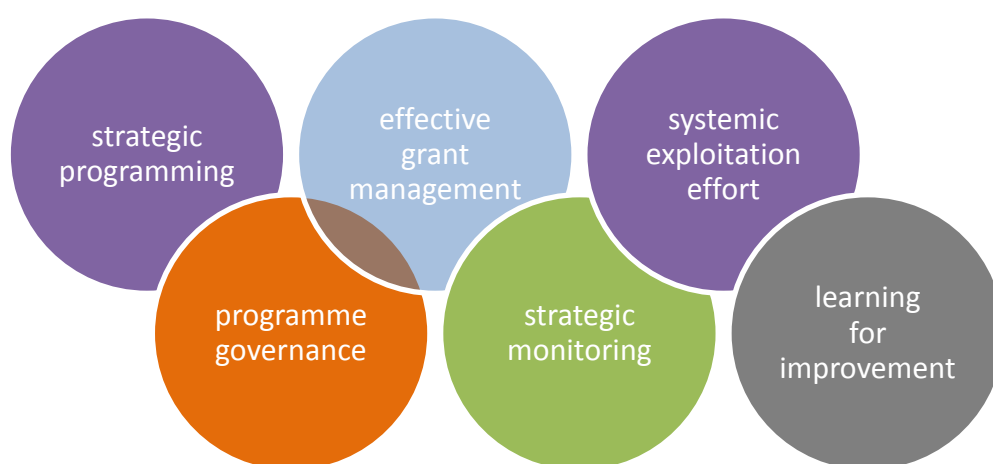 strategic
programming
effective
grant
management
systemic
exploitation
effort
programme
governance
strategic
monitoring
learning
for
improvement